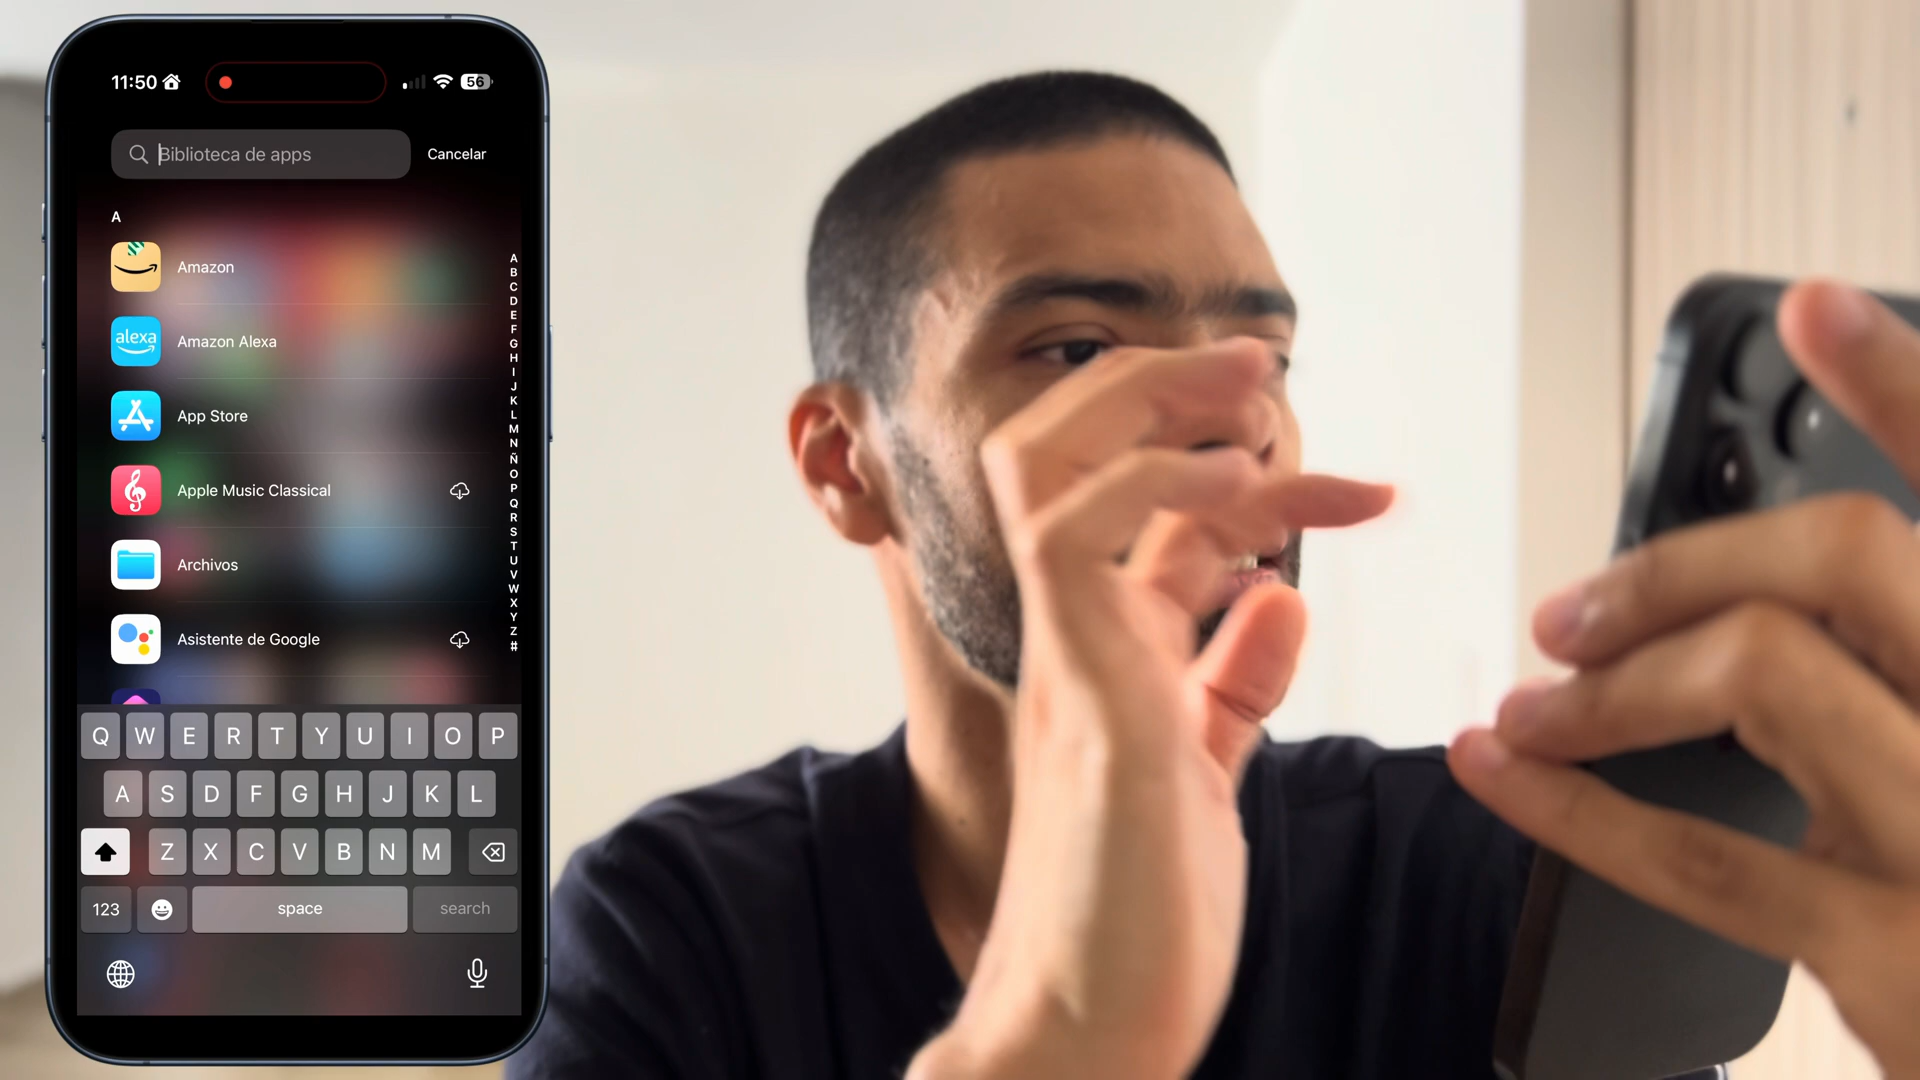 11:50
56
Biblioteca de apps
Cancelar
A
Amazon
alexa
Amazon Alexa
App Store
Apple Music Classical
Archivos
Asistente de Google
A
B
C
D
E
F
G
H
I
J
K
L
M
N
Ñ
O
P
Q
R
S
T
U
V
W
X
Y
Z
#
Q W E R T Y U I O P
A S D F G H J K L
Z X C V B N M
123 space search